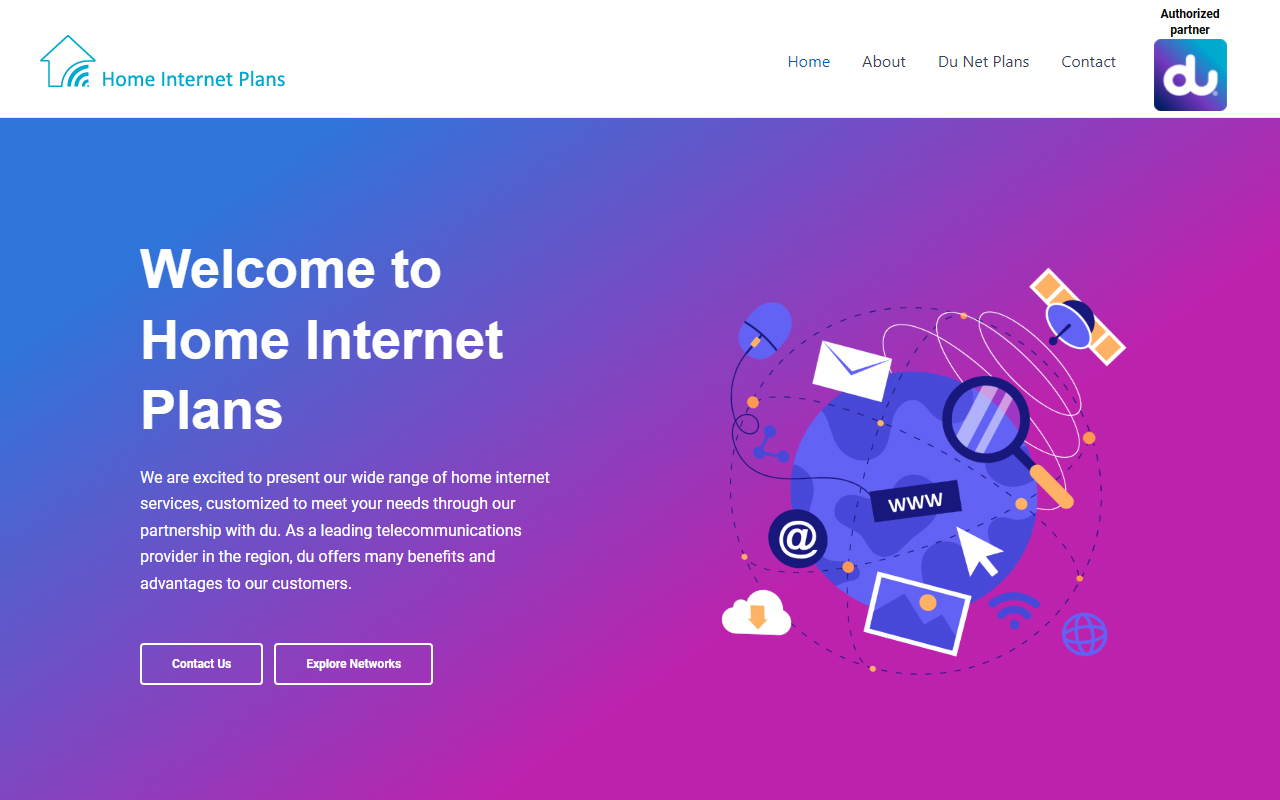 Authorized
partner
Home Internet Plans
Home
About
Du Net Plans
Contact
du
Welcome to
Home Internet
Plans
We are excited to present our wide range of home internet
services, customized to meet your needs through our
partnership with du. As a leading telecommunications
provider in the region, du offers many benefits and
advantages to our customers.
Contact Us
Explore Networks
WWW
@